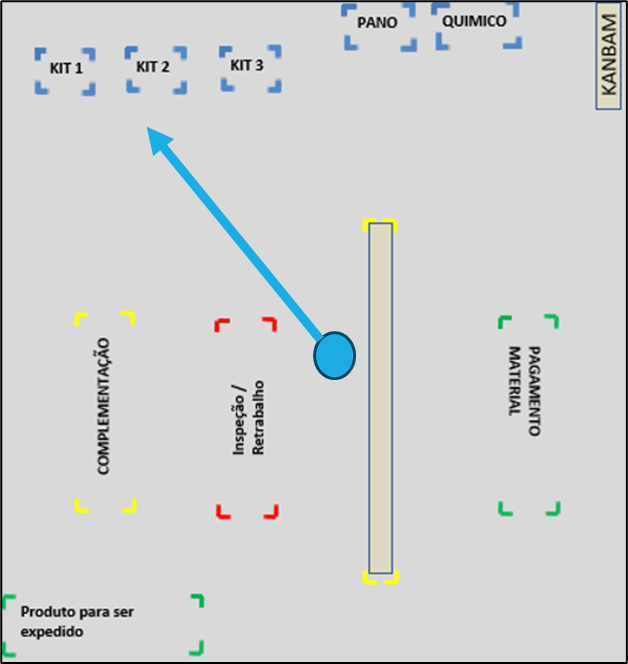 PANO
QUIMICO
KANBAM
KIT 1
KIT 2
KIT 3
COMPLEMENTAÇÃO
Inspeção /
Retrabalho
PAGAMENTO
MATERIAL
Produto para ser
expedido